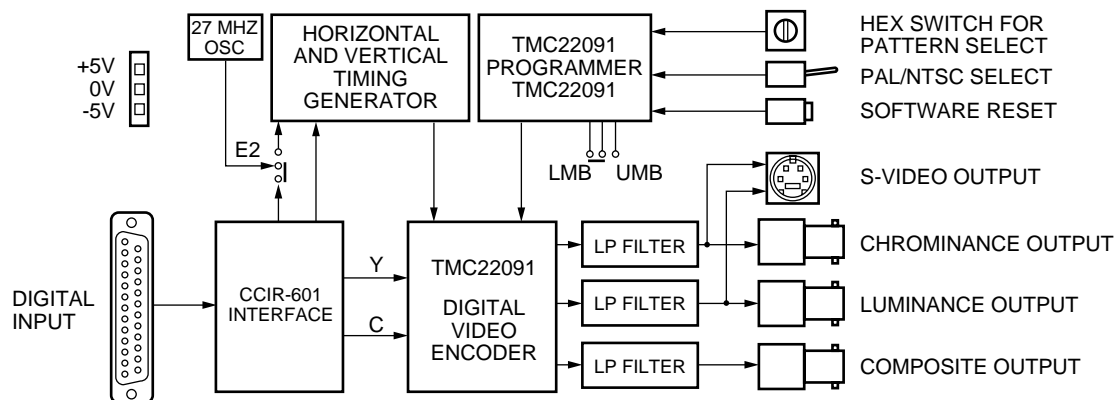 27 MHZ
OSC
HORIZONTAL
AND VERTICAL
TIMING
GENERATOR
TMC22091
PROGRAMMER
TMC22091
HEX SWITCH FOR
PATTERN SELECT
PAL/NTSC SELECT
SOFTWARE RESET
+5V
0V
-5V
E2
LMB
UMB
S-VIDEO OUTPUT
DIGITAL
INPUT
CCIR-601
INTERFACE
Y
C
TMC22091
DIGITAL
VIDEO
ENCODER
LP FILTER
CHROMINANCE OUTPUT
LP FILTER
LUMINANCE OUTPUT
LP FILTER
COMPOSITE OUTPUT